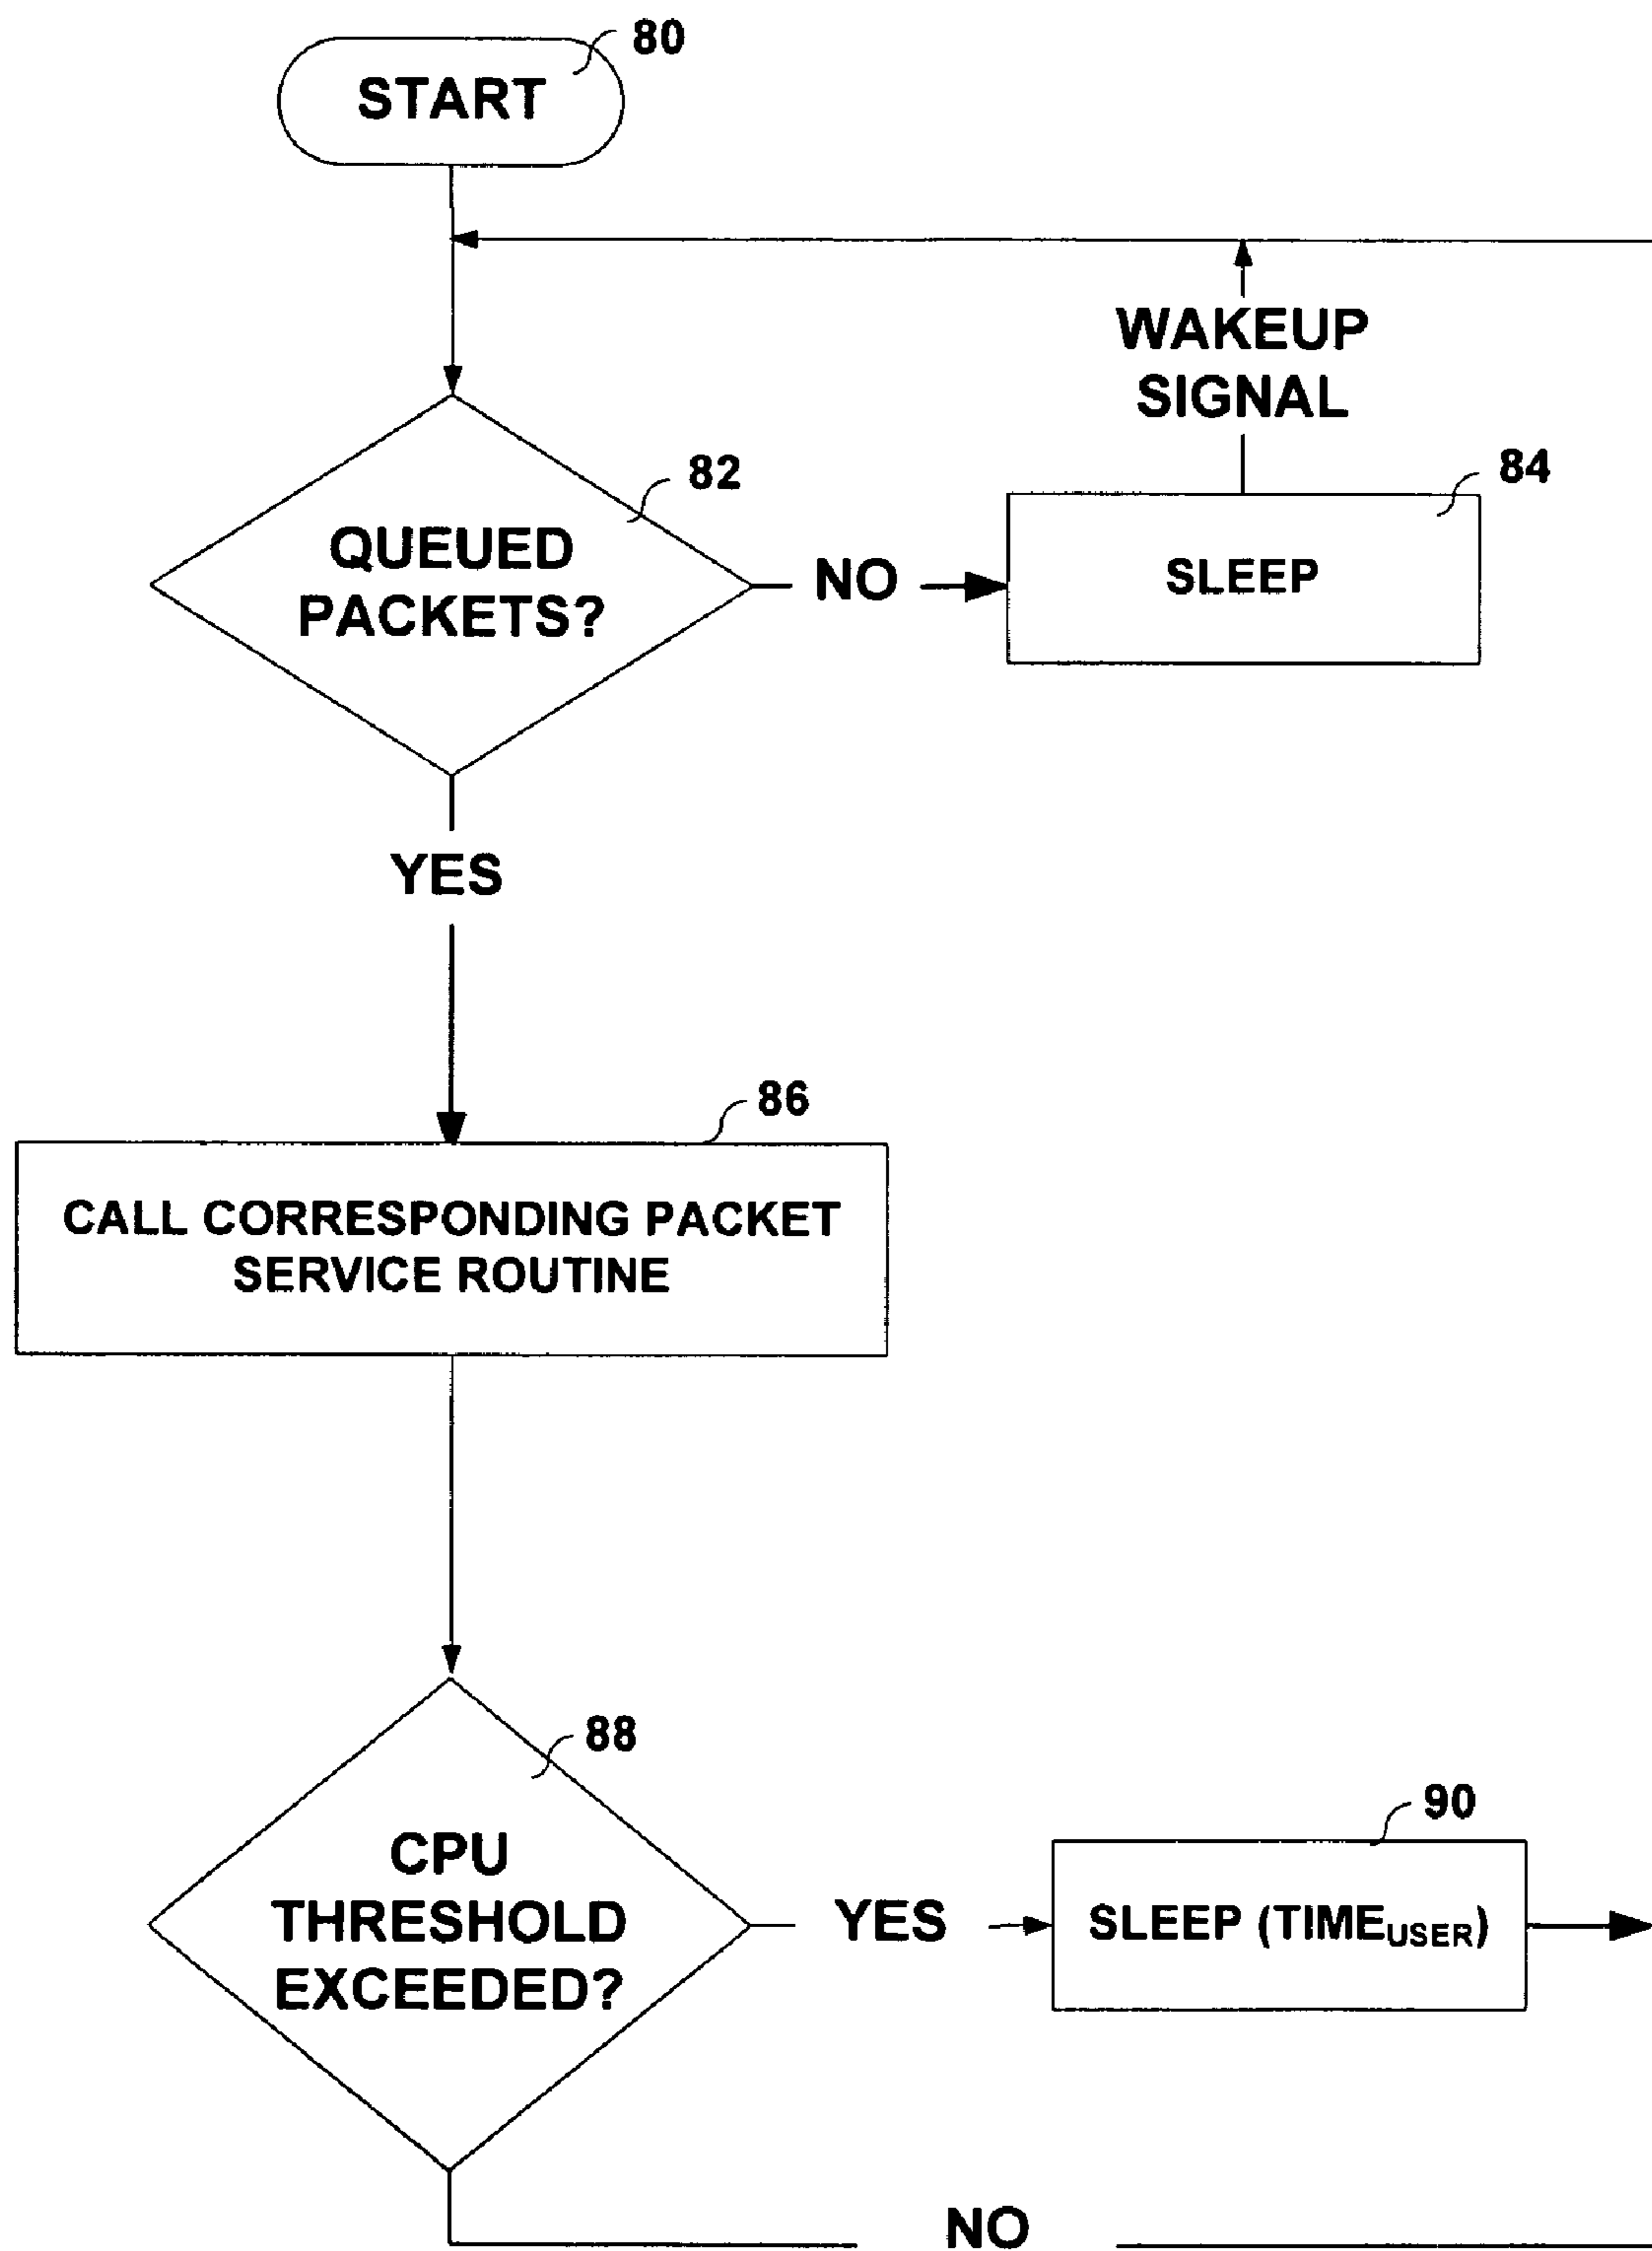 80
START
WAKEUP
SIGNAL
82
84
QUEUED
PACKETS?
NO
SLEEP
YES
86
CALL CORRESPONDING PACKET
SERVICE ROUTINE
88
90
CPU
THRESHOLD
EXCEEDED?
YES
SLEEP (TIMEUSER)
NO